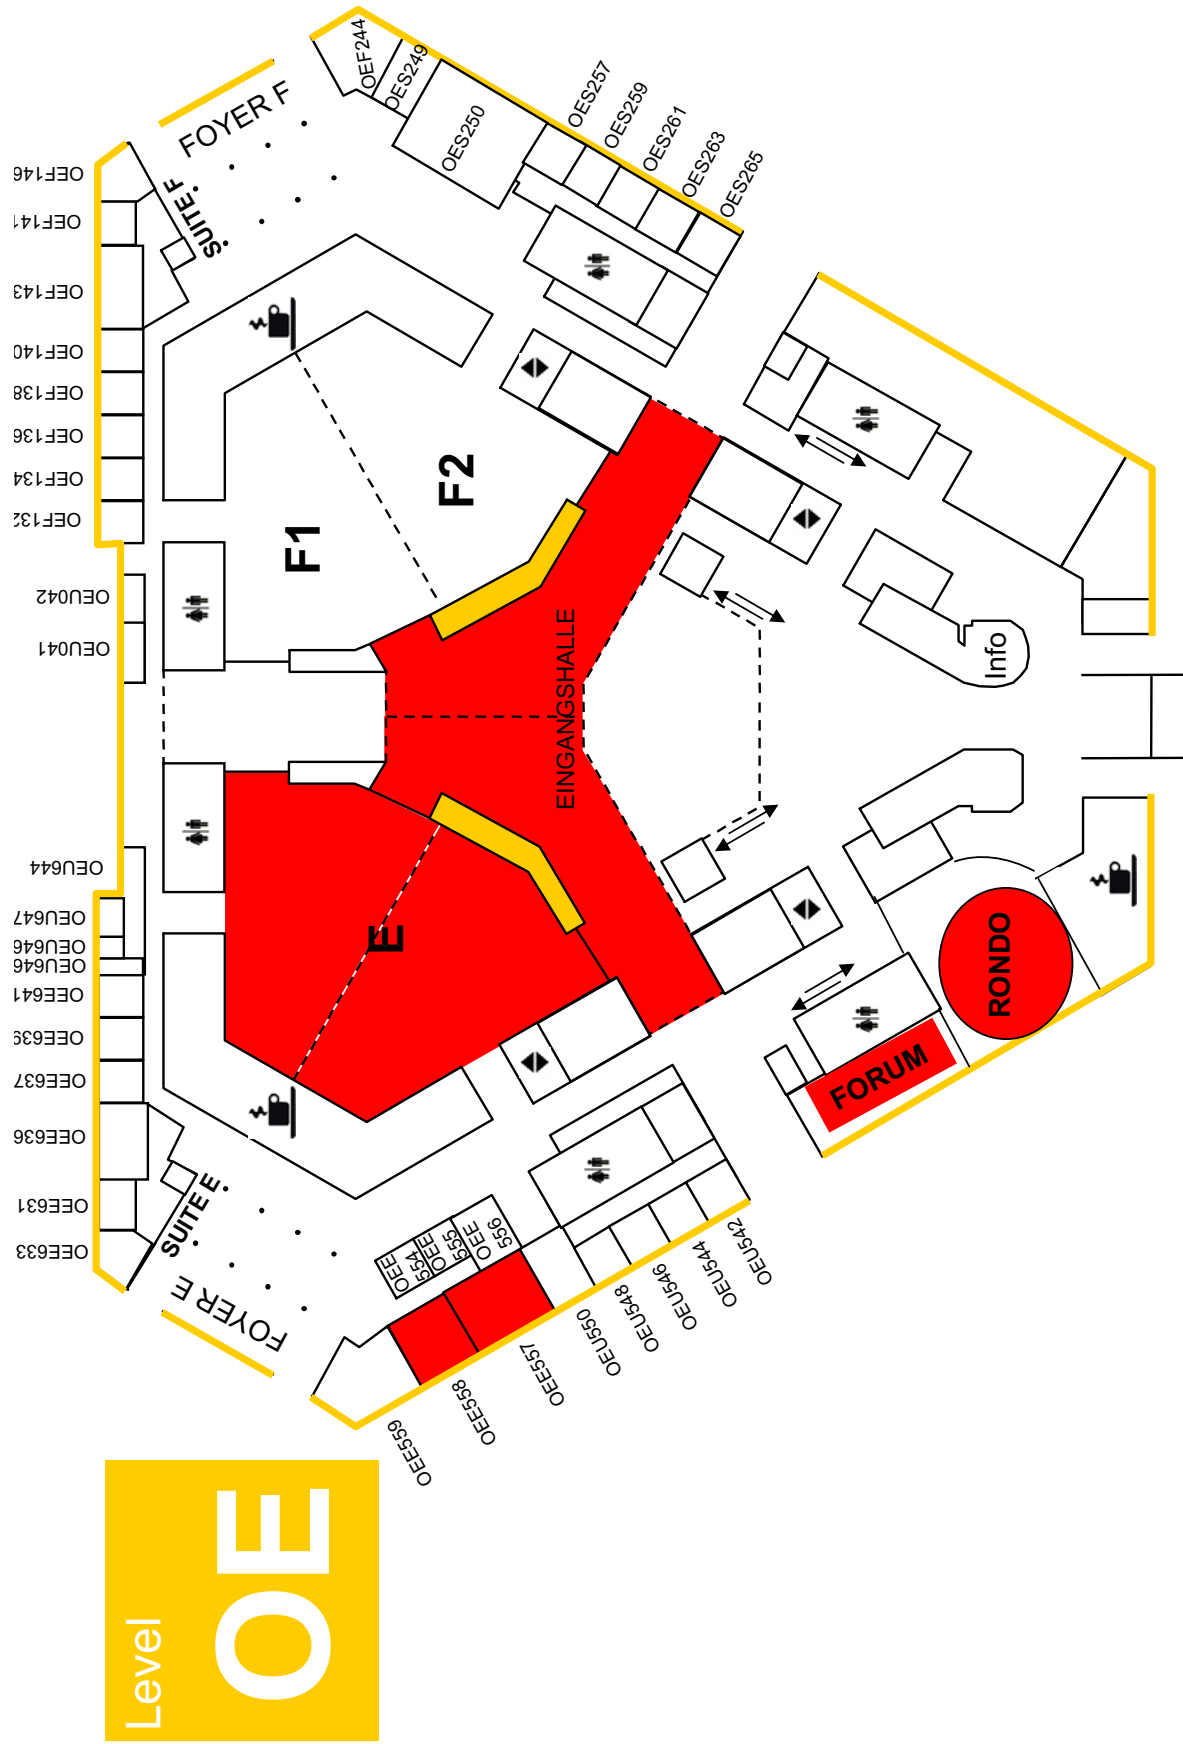 Level
OE
OEF244
OES249
OES250
OES257
OES259
OES261
OES263
OES265
FOYER F
SUITE F
OEF146
OEF141
OEF143
OEF140
OEF138
OEF136
OEF134
OEF132
OEU042
OEU041
F1
F2
EINGANGSHALLE
E
Info
RONDO
FORUM
OEU644
OEU647
OEU646
OEU646
OEE641
OEE639
OEE637
OEE636
OEE631
OEE633
SUITE E
FOYER E
OEE
554
OEE
555
OEE
556
OEE559
OEE558
OEE557
OEU550
OEU548
OEU546
OEU544
OEU542